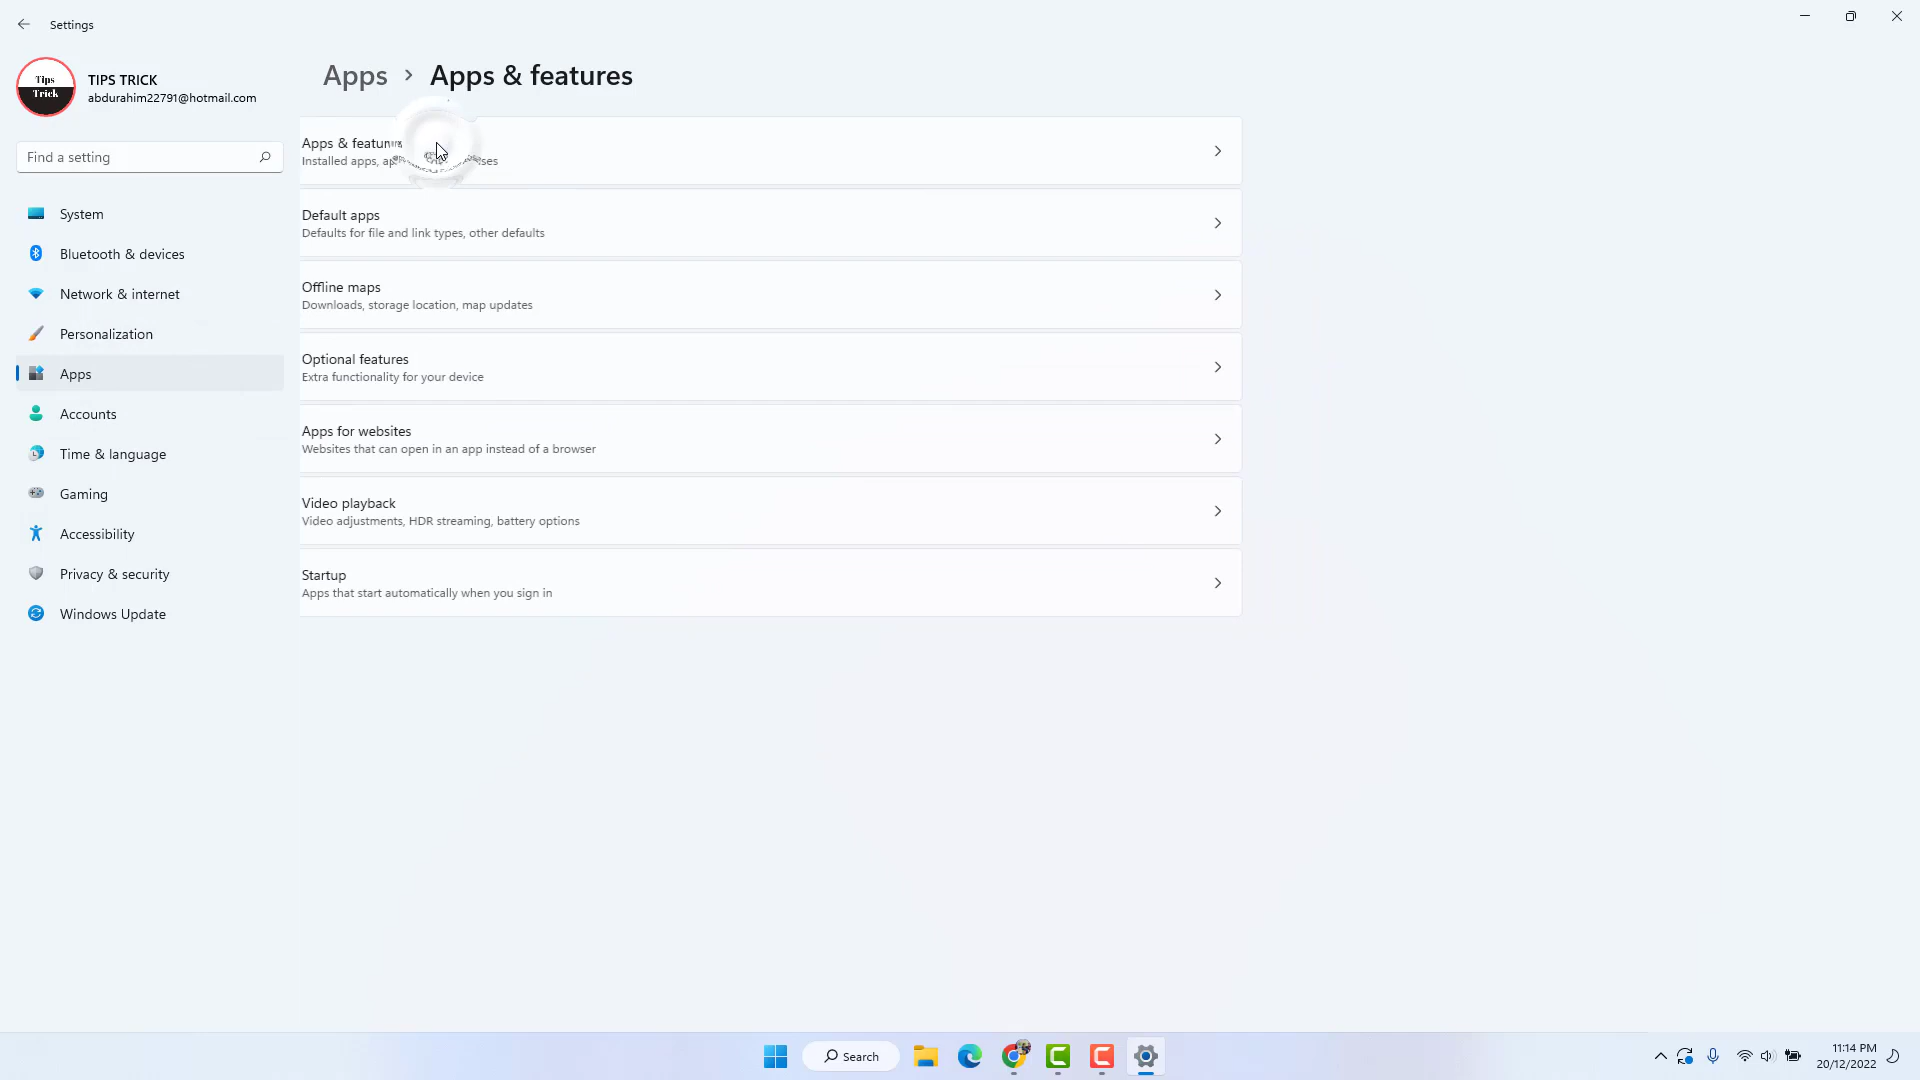 Settings
Tips
Trick
TIPS TRICK
abdurahim22791@hotmail.com
Find a setting
System
Bluetooth & devices
Network & internet
Personalization
Apps
Accounts
Time & language
Gaming
Accessibility
Privacy & security
Windows Update
Apps > Apps & features
Apps &
Installed apps,
Default apps
Defaults for file and link types, other defaults
Offline maps
Downloads, storage location, map updates
Optional features
Extra functionality for your device
Apps for websites
Websites that can open in an app instead of a browser
Video playback
Video adjustments, HDR streaming, battery options
Startup
Apps that start automatically when you sign in
Search
11:14 PM
20/12/2022